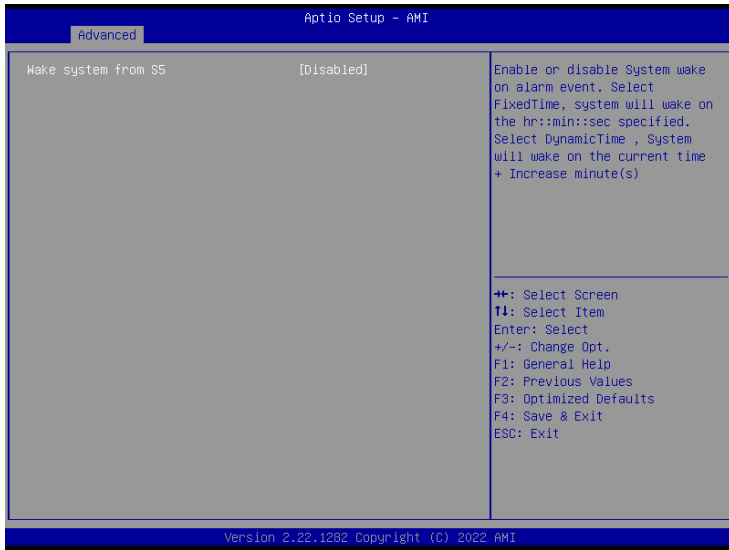 Aptio Setup – AMI
Advanced
Wake system from S5 [Disabled]
Enable or disable System wake
on alarm event. Select
FixedTime, system will wake on
the hr::min::sec specified.
Select DynamicTime , System
will wake on the current time
+ Increase minute(s)
→←: Select Screen
↑↓: Select Item
Enter: Select
+/-: Change Opt.
F1: General Help
F2: Previous Values
F3: Optimized Defaults
F4: Save & Exit
ESC: Exit
Version 2.22.1282 Copyright (C) 2022 AMI